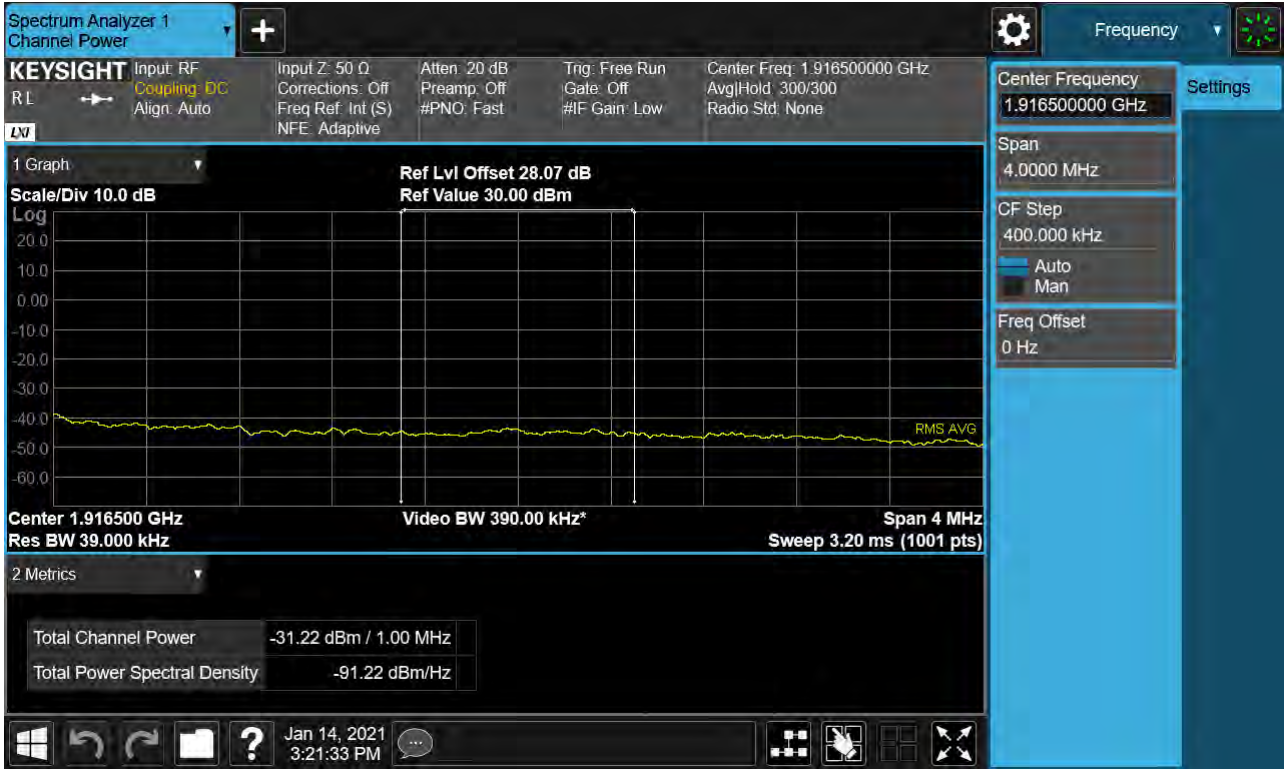 Spectrum Analyzer 1
Channel Power
+
Frequency
KEYSIGHT
R L
LXI
Input: RF
Coupling: DC
Align: Auto
Input Z: 50 Ω
Corrections: Off
Freq Ref: Int (S)
NFE: Adaptive
Atten: 20 dB
Preamp: Off
#PNO: Fast
Trig: Free Run
Gate: Off
#IF Gain: Low
Center Freq: 1.916500000 GHz
Avg|Hold: 300/300
Radio Std: None
Center Frequency
1.916500000 GHz
Settings
Span
4.0000 MHz
CF Step
400.000 kHz
Auto
Man
Freq Offset
0 Hz
1 Graph
Ref Lvl Offset 28.07 dB
Scale/Div 10.0 dB
Ref Value 30.00 dBm
Log
20.0
10.0
0.00
-10.0
-20.0
-30.0
-40.0
RMS AVG
-50.0
-60.0
Center 1.916500 GHz
Video BW 390.00 kHz*
Span 4 MHz
Res BW 39.000 kHz
Sweep 3.20 ms (1001 pts)
2 Metrics
Total Channel Power -31.22 dBm / 1.00 MHz
Total Power Spectral Density -91.22 dBm/Hz
?
Jan 14, 2021
3:21:33 PM